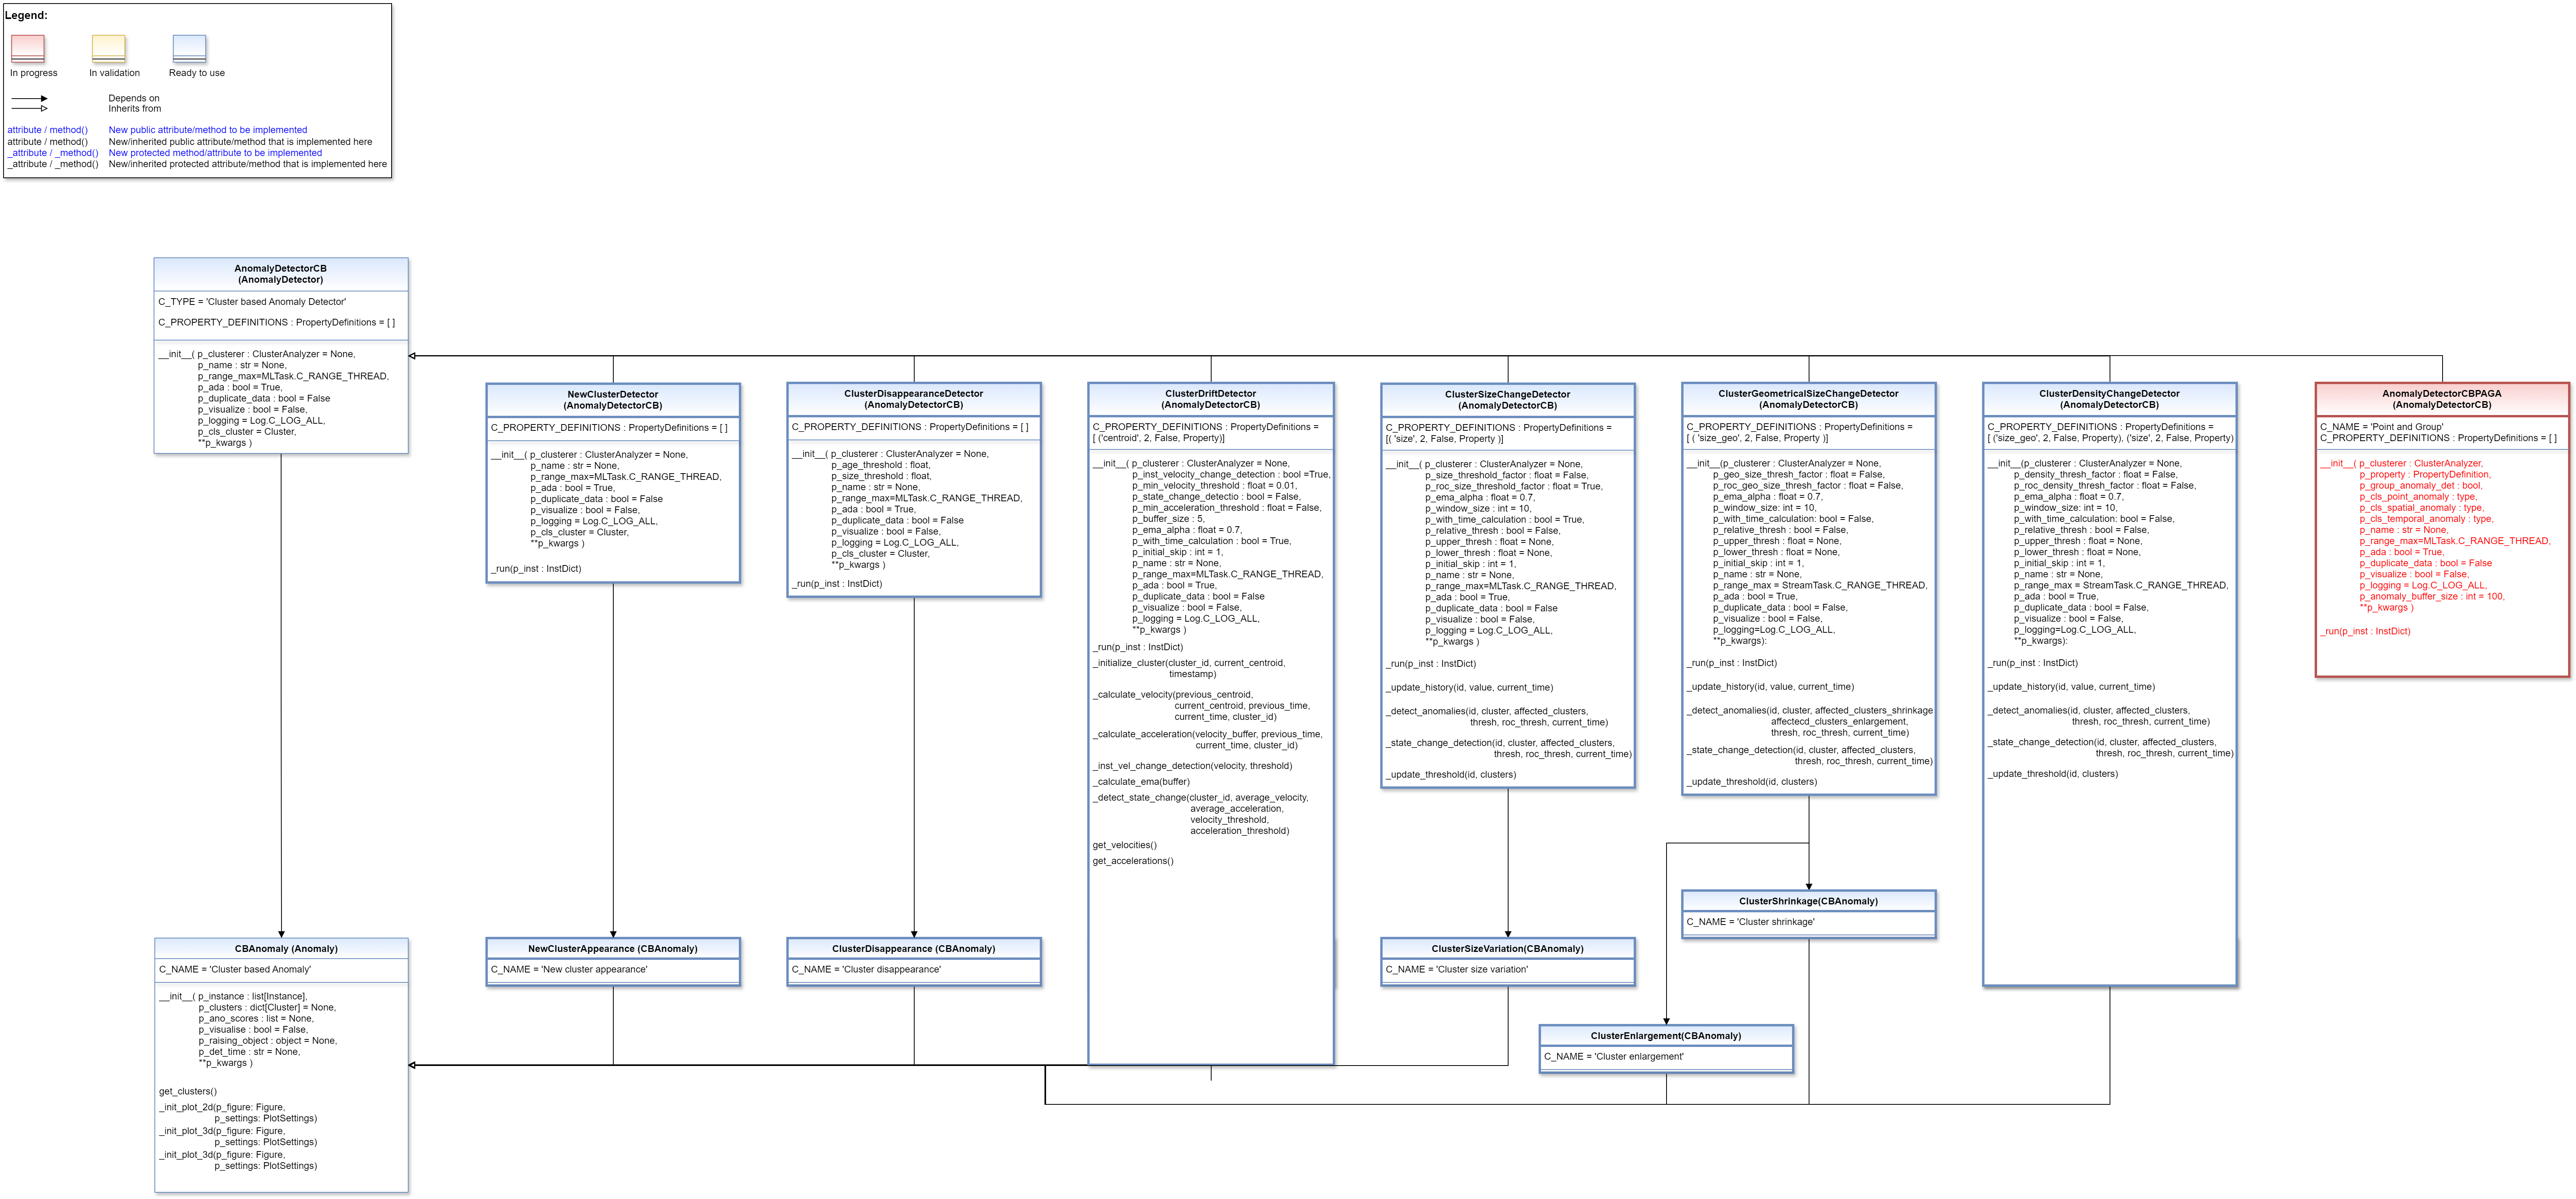 Legend:
In progress
In validation
Ready to use
Depends on
Inherits from
attribute / method() New public attribute/method to be implemented
attribute / method() New/inherited public attribute/method that is implemented here
_attribute / _method() New protected method/attribute to be implemented
_attribute / _method() New/inherited protected attribute/method that is implemented here
AnomalyDetectorCB
(AnomalyDetector)
C_TYPE = 'Cluster based Anomaly Detector'
C_PROPERTY_DEFINITIONS : PropertyDefinitions = [ ]
__init__( p_clusterer : ClusterAnalyzer = None,
p_name : str = None,
p_range_max=MLTask.C_RANGE_THREAD,
p_ada : bool = True,
p_duplicate_data : bool = False
p_visualize : bool = False,
p_logging = Log.C_LOG_ALL,
p_cls_cluster = Cluster,
**p_kwargs )
NewClusterDetector
(AnomalyDetectorCB)
C_PROPERTY_DEFINITIONS : PropertyDefinitions = [ ]
__init__( p_clusterer : ClusterAnalyzer = None,
p_name : str = None,
p_range_max=MLTask.C_RANGE_THREAD,
p_ada : bool = True,
p_duplicate_data : bool = False
p_visualize : bool = False,
p_logging = Log.C_LOG_ALL,
p_cls_cluster = Cluster,
**p_kwargs )
_run(p_inst : InstDict)
ClusterDisappearanceDetector
(AnomalyDetectorCB)
C_PROPERTY_DEFINITIONS : PropertyDefinitions = [ ]
__init__( p_clusterer : ClusterAnalyzer = None,
p_age_threshold : float,
p_size_threshold : float,
p_name : str = None,
p_range_max=MLTask.C_RANGE_THREAD,
p_ada : bool = True,
p_duplicate_data : bool = False
p_visualize : bool = False,
p_logging = Log.C_LOG_ALL,
p_cls_cluster = Cluster,
**p_kwargs )
_run(p_inst : InstDict)
ClusterDriftDetector
(AnomalyDetectorCB)
C_PROPERTY_DEFINITIONS : PropertyDefinitions =
[ ('centroid', 2, False, Property)]
__init__( p_clusterer : ClusterAnalyzer = None,
p_inst_velocity_change_detection : bool =True,
p_min_velocity_threshold : float = 0.01,
p_state_change_detectio : bool = False,
p_min_acceleration_threshold : float = False,
p_buffer_size : 5,
p_ema_alpha : float = 0.7,
p_with_time_calculation : bool = True,
p_initial_skip : int = 1,
p_name : str = None,
p_range_max=MLTask.C_RANGE_THREAD,
p_ada : bool = True,
p_duplicate_data : bool = False
p_visualize : bool = False,
p_logging = Log.C_LOG_ALL,
**p_kwargs )
_run(p_inst : InstDict)
_initialize_cluster(cluster_id, current_centroid,
timestamp)
_calculate_velocity(previous_centroid,
current_centroid, previous_time,
current_time, cluster_id)
_calculate_acceleration(velocity_buffer, previous_time,
current_time, cluster_id)
_inst_vel_change_detection(velocity, threshold)
_calculate_ema(buffer)
_detect_state_change(cluster_id, average_velocity,
average_acceleration,
velocity_threshold,
acceleration_threshold)
get_velocities()
get_accelerations()
ClusterSizeChangeDetector
(AnomalyDetectorCB)
C_PROPERTY_DEFINITIONS : PropertyDefinitions =
[( 'size', 2, False, Property )]
__init__( p_clusterer : ClusterAnalyzer = None,
p_size_threshold_factor : float = False,
p_roc_size_threshold_factor : float = True,
p_ema_alpha : float = 0.7,
p_window_size : int = 10,
p_with_time_calculation : bool = True,
p_relative_thresh : bool = False,
p_upper_thresh : float = None,
p_lower_thresh : float = None,
p_initial_skip : int = 1,
p_name : str = None,
p_range_max=MLTask.C_RANGE_THREAD,
p_ada : bool = True,
p_duplicate_data : bool = False
p_visualize : bool = False,
p_logging = Log.C_LOG_ALL,
**p_kwargs )
_run(p_inst : InstDict)
_update_history(id, value, current_time)
_detect_anomalies(id, cluster, affected_clusters,
thresh, roc_thresh, current_time)
_state_change_detection(id, cluster, affected_clusters,
thresh, roc_thresh, current_time)
_update_threshold(id, clusters)
ClusterGeometricalSizeChangeDetector
(AnomalyDetectorCB)
C_PROPERTY_DEFINITIONS : PropertyDefinitions =
[ ( 'size_geo', 2, False, Property )]
__init__(p_clusterer : ClusterAnalyzer = None,
p_geo_size_thresh_factor : float = False,
p_roc_geo_size_thresh_factor : float = False,
p_ema_alpha : float = 0.7,
p_window_size: int = 10,
p_with_time_calculation: bool = False,
p_relative_thresh : bool = False,
p_upper_thresh : float = None,
p_lower_thresh : float = None,
p_initial_skip : int = 1,
p_name : str = None,
p_range_max = StreamTask.C_RANGE_THREAD,
p_ada : bool = True,
p_duplicate_data : bool = False,
p_visualize : bool = False,
p_logging=Log.C_LOG_ALL,
**p_kwargs):
_run(p_inst : InstDict)
_update_history(id, value, current_time)
_detect_anomalies(id, cluster, affected_clusters_shrinkage
affectecd_clusters_enlargement,
thresh, roc_thresh, current_time)
_state_change_detection(id, cluster, affected_clusters,
thresh, roc_thresh, current_time)
_update_threshold(id, clusters)
ClusterDensityChangeDetector
(AnomalyDetectorCB)
C_PROPERTY_DEFINITIONS : PropertyDefinitions =
[ ('size_geo', 2, False, Property), ('size', 2, False, Property)
__init__(p_clusterer : ClusterAnalyzer = None,
p_density_thresh_factor : float = False,
p_roc_density_thresh_factor : float = False,
p_ema_alpha : float = 0.7,
p_window_size: int = 10,
p_with_time_calculation: bool = False,
p_relative_thresh : bool = False,
p_upper_thresh : float = None,
p_lower_thresh : float = None,
p_initial_skip : int = 1,
p_name : str = None,
p_range_max = StreamTask.C_RANGE_THREAD,
p_ada : bool = True,
p_duplicate_data : bool = False,
p_visualize : bool = False,
p_logging=Log.C_LOG_ALL,
**p_kwargs):
_run(p_inst : InstDict)
_update_history(id, value, current_time)
_detect_anomalies(id, cluster, affected_clusters,
thresh, roc_thresh, current_time)
_state_change_detection(id, cluster, affected_clusters,
thresh, roc_thresh, current_time)
_update_threshold(id, clusters)
AnomalyDetectorCBPAGA
(AnomalyDetectorCB)
C_NAME = 'Point and Group'
C_PROPERTY_DEFINITIONS : PropertyDefinitions = [ ]
__init__( p_clusterer : ClusterAnalyzer,
p_property : PropertyDefinition,
p_group_anomaly_det : bool,
p_cls_point_anomaly : type,
p_cls_spatial_anomaly : type,
p_cls_temporal_anomaly : type,
p_name : str = None,
p_range_max=MLTask.C_RANGE_THREAD,
p_ada : bool = True,
p_duplicate_data : bool = False
p_visualize : bool = False,
p_logging = Log.C_LOG_ALL,
p_anomaly_buffer_size : int = 100,
**p_kwargs )
_run(p_inst : InstDict)
ClusterShrinkage(CBAnomaly)
C_NAME = 'Cluster shrinkage'
CBAnomaly (Anomaly)
C_NAME = 'Cluster based Anomaly'
__init__( p_instance : list[Instance],
p_clusters : dict[Cluster] = None,
p_ano_scores : list = None,
p_visualise : bool = False,
p_raising_object : object = None,
p_det_time : str = None,
**p_kwargs )
get_clusters()
_init_plot_2d(p_figure: Figure,
p_settings: PlotSettings)
_init_plot_3d(p_figure: Figure,
p_settings: PlotSettings)
_init_plot_3d(p_figure: Figure,
p_settings: PlotSettings)
NewClusterAppearance (CBAnomaly)
C_NAME = 'New cluster appearance'
ClusterDisappearance (CBAnomaly)
C_NAME = 'Cluster disappearance'
ClusterSizeVariation(CBAnomaly)
C_NAME = 'Cluster size variation'
ClusterEnlargement(CBAnomaly)
C_NAME = 'Cluster enlargement'